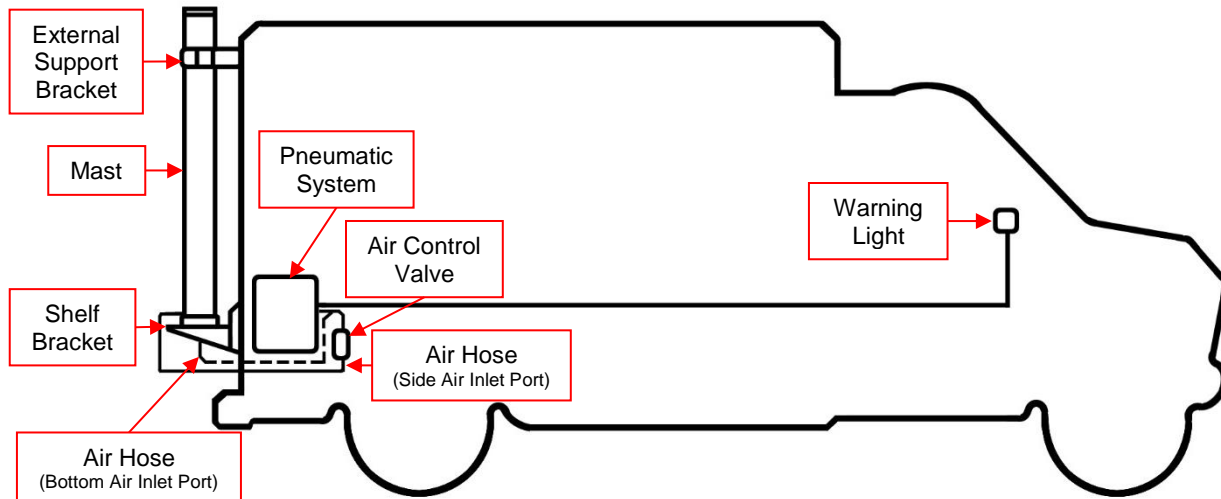 External
Support
Bracket
Mast
Pneumatic
System
Air Control
Valve
Warning
Light
Shelf
Bracket
Air Hose
(Side Air Inlet Port)
Air Hose
(Bottom Air Inlet Port)